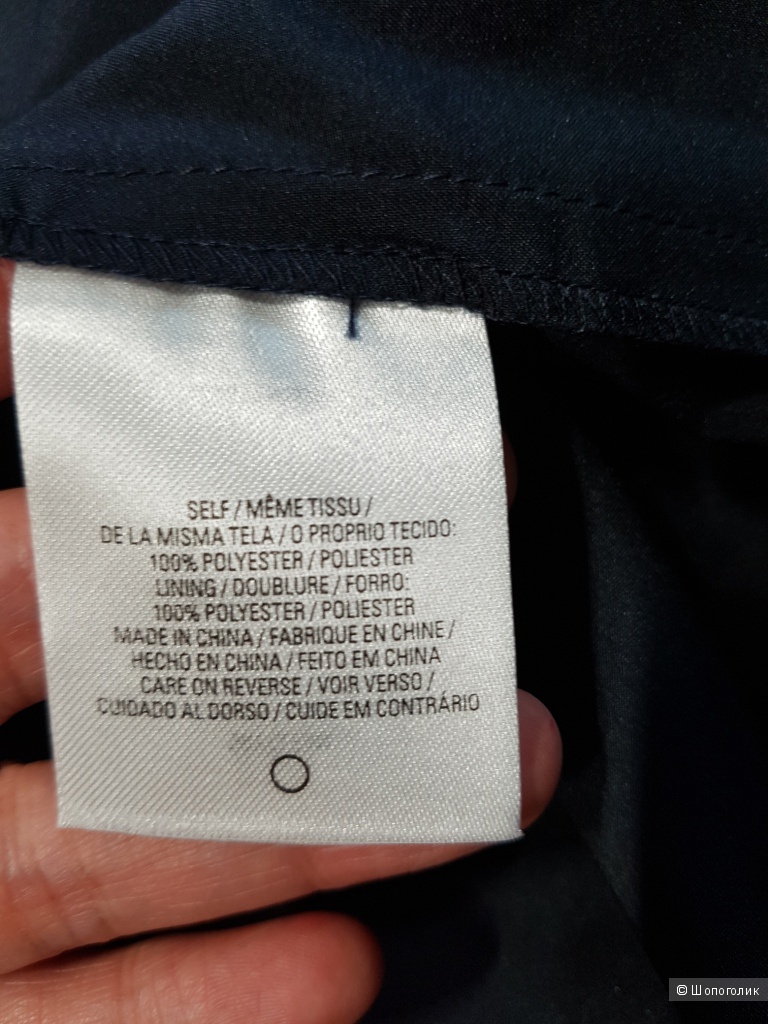 SELF / MÊME TISSU /
DE LA MISMA TELA / O PROPRIO TECIDO:
100% POLYESTER / POLIESTER
LINING / DOUBLURE / FORRO:
100% POLYESTER / POLIESTER
MADE IN CHINA / FABRIQUE EN CHINE /
HECHO EN CHINA / FEITO EM CHINA
CARE ON REVERSE / VOIR VERSO /
CUIDADO AL DORSO / CUIDE EM CONTRÁRIO
© Шопоголик